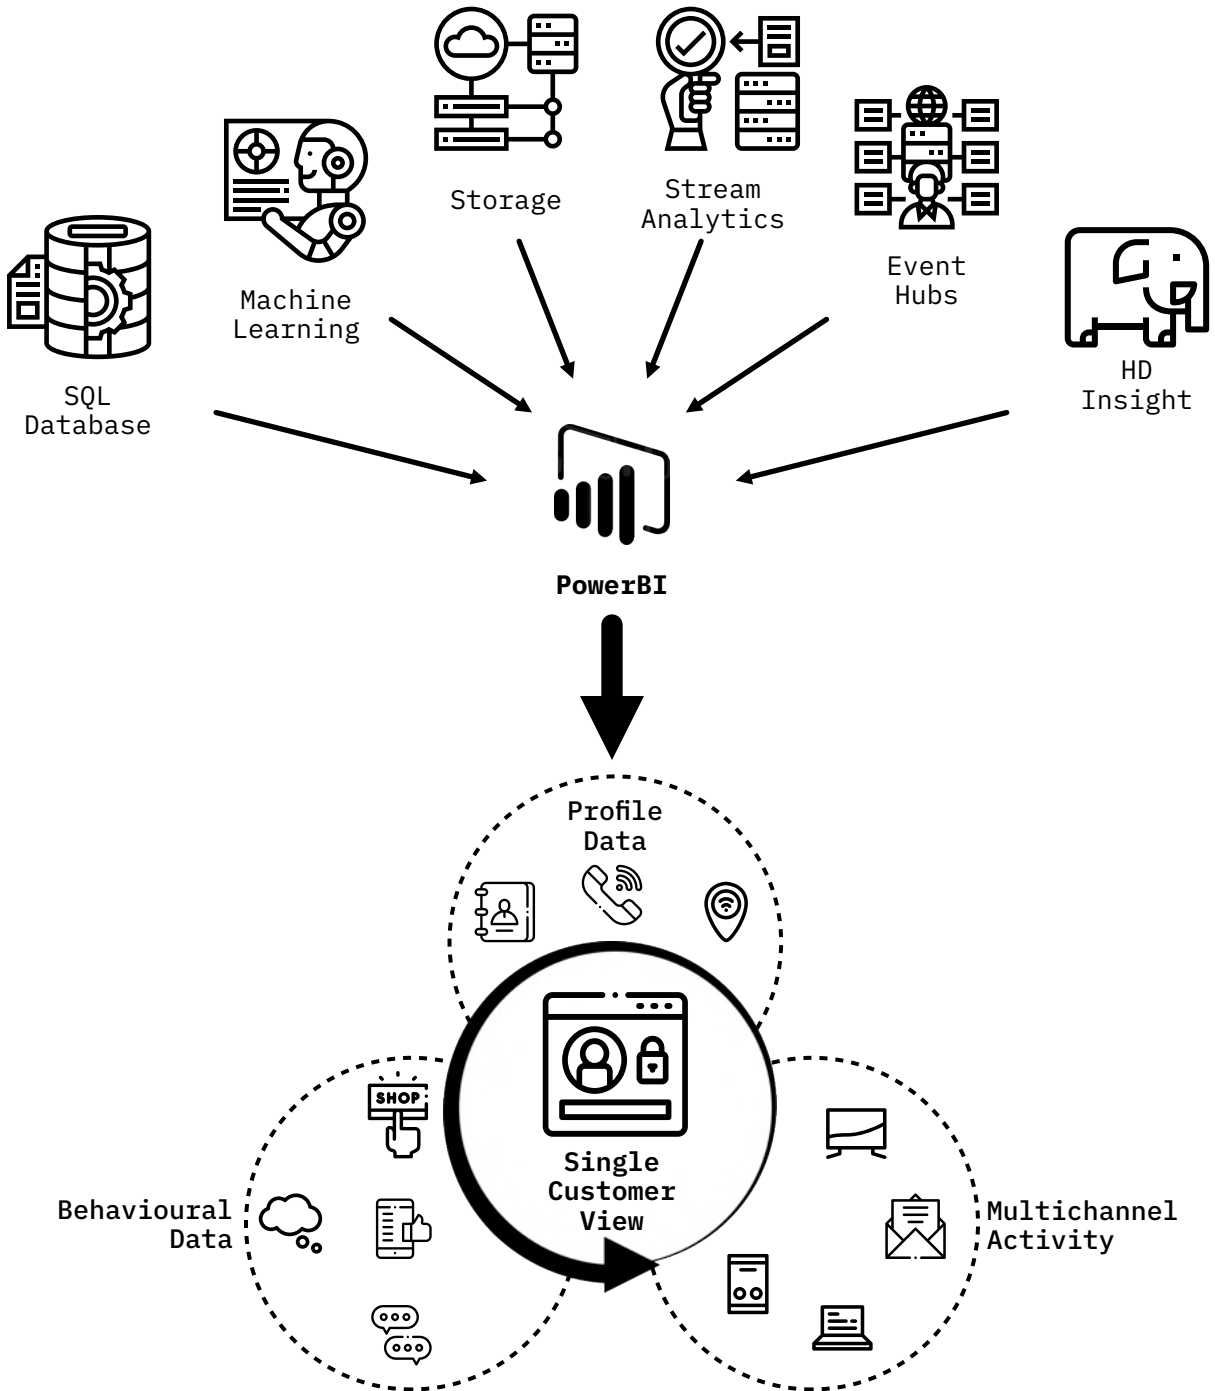 Storage
Stream
Analytics
Machine
Learning
Event
Hubs
SQL
Database
HD
Insight
PowerBI
Profile
Data
SHOP
Single
Customer
View
Behavioural
Data
Multichannel
Activity